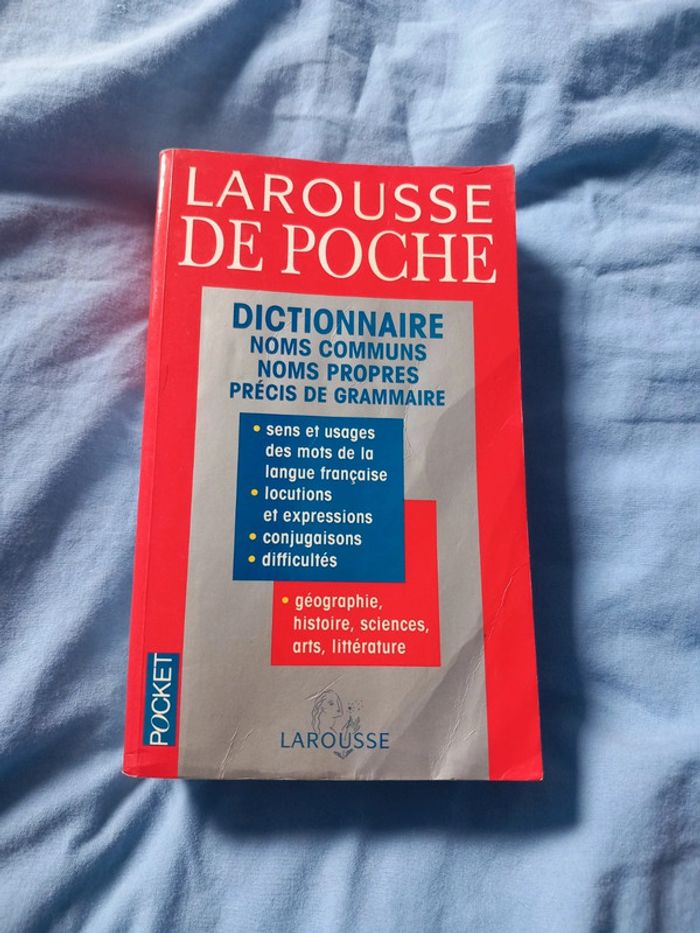 LAROUSSE
DE POCHE
DICTIONNAIRE
NOMS COMMUNS
NOMS PROPRES
PRÉCIS DE GRAMMAIRE
• sens et usages
des mots de la
langue française
• locutions
et expressions
• conjugaisons
• difficultés
• géographie,
histoire, sciences,
arts, littérature
POCKET
LAROUSSE